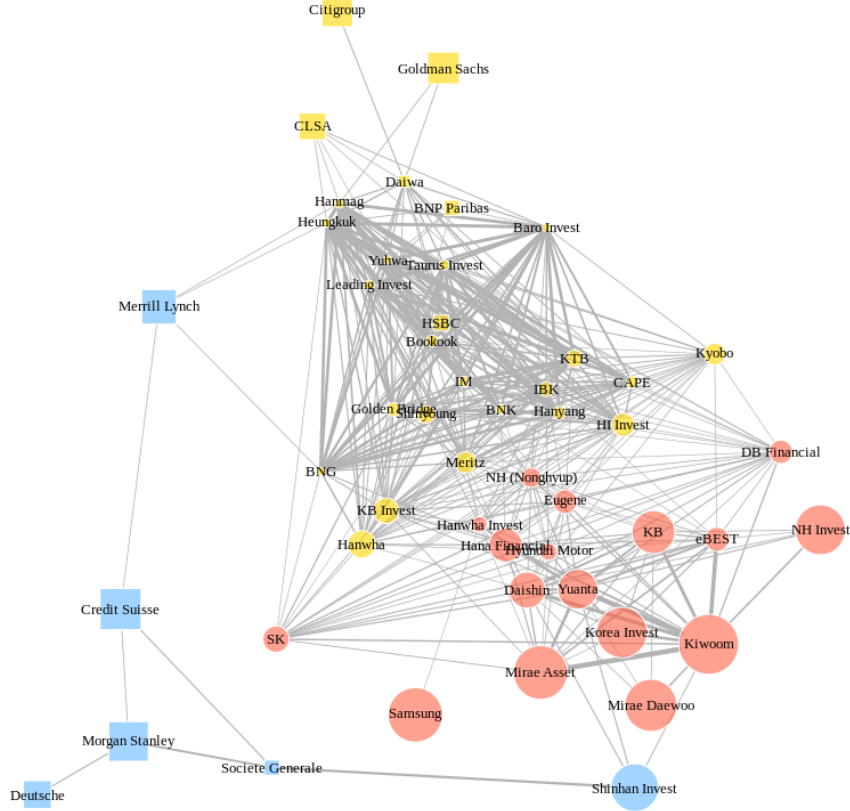 Citigroup
Goldman Sachs
CLSA
Daiwa
Hanmag
BNP Paribas
Heungkuk
Baro Invest
Yuhwa
Taurus Invest
Leading Invest
Merrill Lynch
HSBC
Bookook
KTB
Kyobo
IM
CAPE
IBK
Golden Bridge
Shinyoung
BNK
Hanyang
HI Invest
DB Financial
Meritz
BNG
NH (Nonghyup)
Eugene
KB Invest
Hanwha Invest
KB
NH Invest
eBEST
Hanwha
Hana Financial
Hyundai Motor
Daishin
Yuanta
Credit Suisse
Korea Invest
SK
Kiwoom
Mirae Asset
Mirae Daewoo
Samsung
Morgan Stanley
Societe Generale
Shinhan Invest
Deutsche